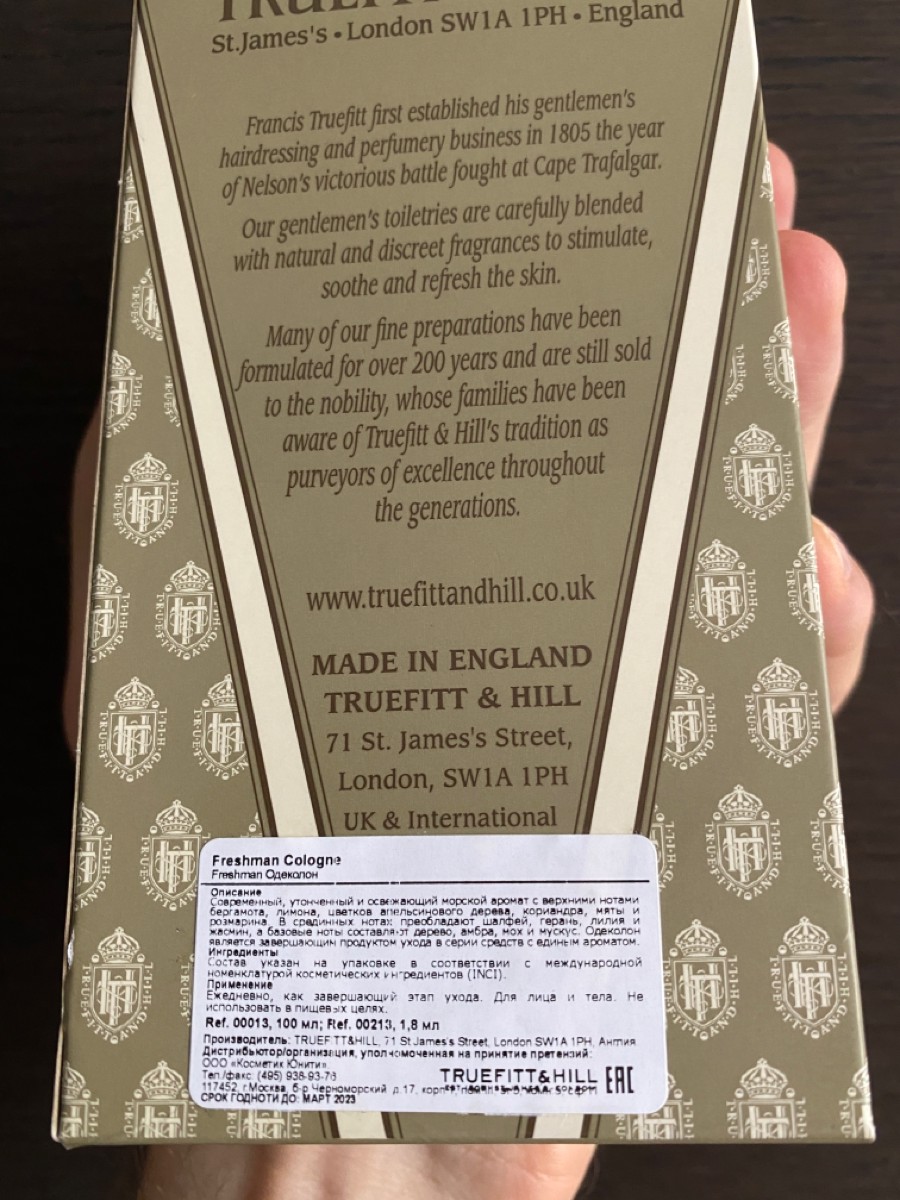 St.James's • London SW1A 1PH • England
Francis Truefitt first established his gentlemen's
hairdressing and perfumery business in 1805 the year
of Nelson's victorious battle fought at Cape Trafalgar.
Our gentlemen's toiletries are carefully blended
with natural and discreet fragrances to stimulate,
soothe and refresh the skin.
Many of our fine preparations have been
formulated for over 200 years and are still sold
to the nobility, whose families have been
aware of Truefitt & Hill's tradition as
purveyors of excellence throughout
the generations.
www.truefittandhill.co.uk
MADE IN ENGLAND
TRUEFITT & HILL
71 St. James's Street,
London, SW1A 1PH
UK & International
Freshman Cologne
Freshman Одеколон
Описание
Современный, утонченный и освежающий морской аромат с верхними нотами
бергамота, лимона, цветков апельсинового дерева, кориандра, мяты и
розмарина. В срединных нотах преобладают шалфей, герань, лилия и
жасмин, а базовые ноты составляют дерево, амбра, мох и мускус. Одеколон
является завершающим продуктом ухода в серии средств с единым ароматом.
Ингредиенты
Состав указан на упаковке в соответствии с международной
номенклатурой косметических ингредиентов (INCI).
Применение
Ежедневно, как завершающий этап ухода. Для лица и тела. Не
использовать в пищевых целях.
Ref. 00013, 100 мл; Ref. 00213, 1,8 мл
Производитель: TRUEFITT&HILL, 71 St James's Street, London SW1A 1PH, Англия
Дистрибьютор/организация, уполномоченная на принятие претензий:
ООО «Косметик Юнити»
Тел./факс: (495) 938-93-78
TRUEFITT&HILL EAC
117452, г.Москва, б-р Черноморский д.17,
СРОК ГОДНОТИ ДО: МАРТ 2023